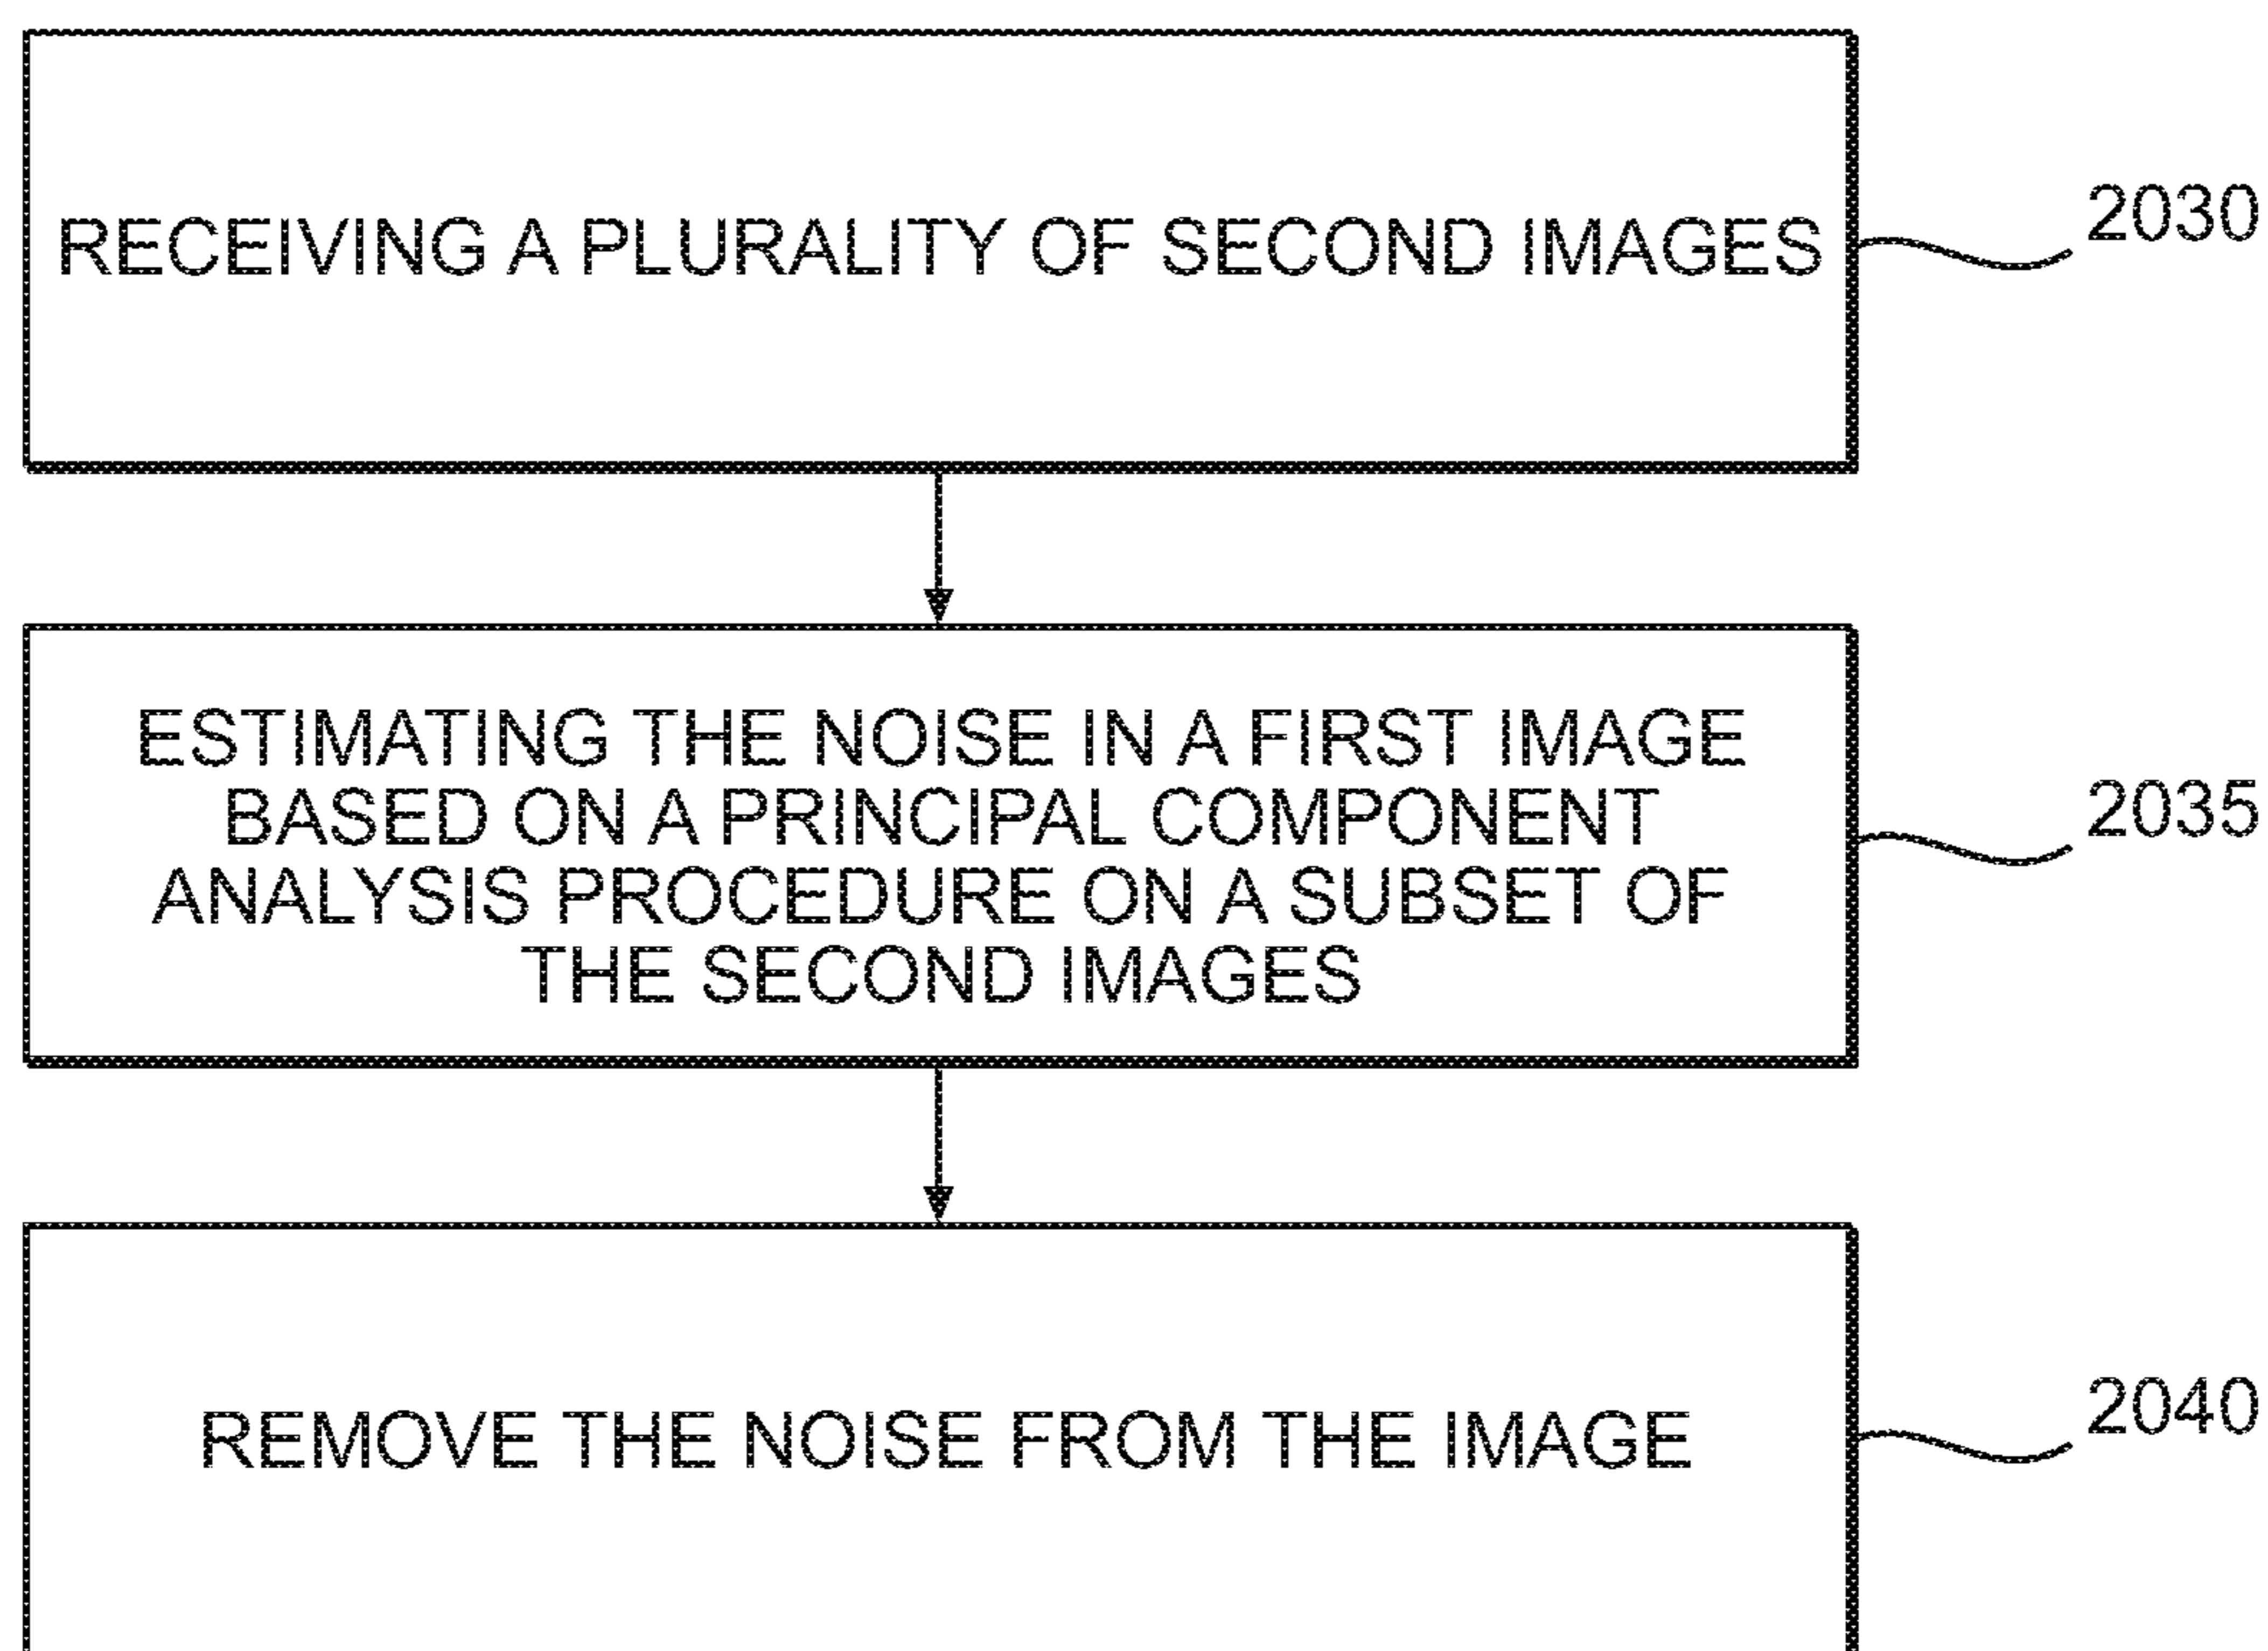 RECEIVING A PLURALITY OF SECOND IMAGES
2030
ESTIMATING THE NOISE IN A FIRST IMAGE
BASED ON A PRINCIPAL COMPONENT
ANALYSIS PROCEDURE ON A SUBSET OF
THE SECOND IMAGES
2035
REMOVE THE NOISE FROM THE IMAGE
2040